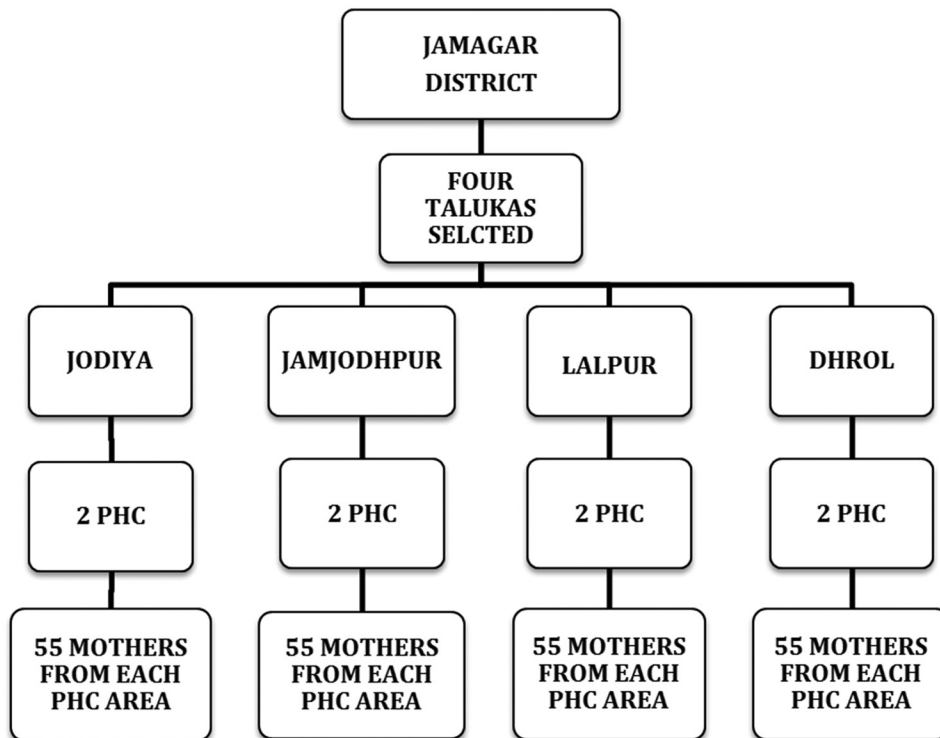 JAMAGAR
DISTRICT
FOUR
TALUKAS
SELCTED
JODIYA
JAMJODHPUR
LALPUR
DHROL
2 PHC
2 PHC
2 PHC
2 PHC
55 MOTHERS
FROM EACH
PHC AREA
55 MOTHERS
FROM EACH
PHC AREA
55 MOTHERS
FROM EACH
PHC AREA
55 MOTHERS
FROM EACH
PHC AREA